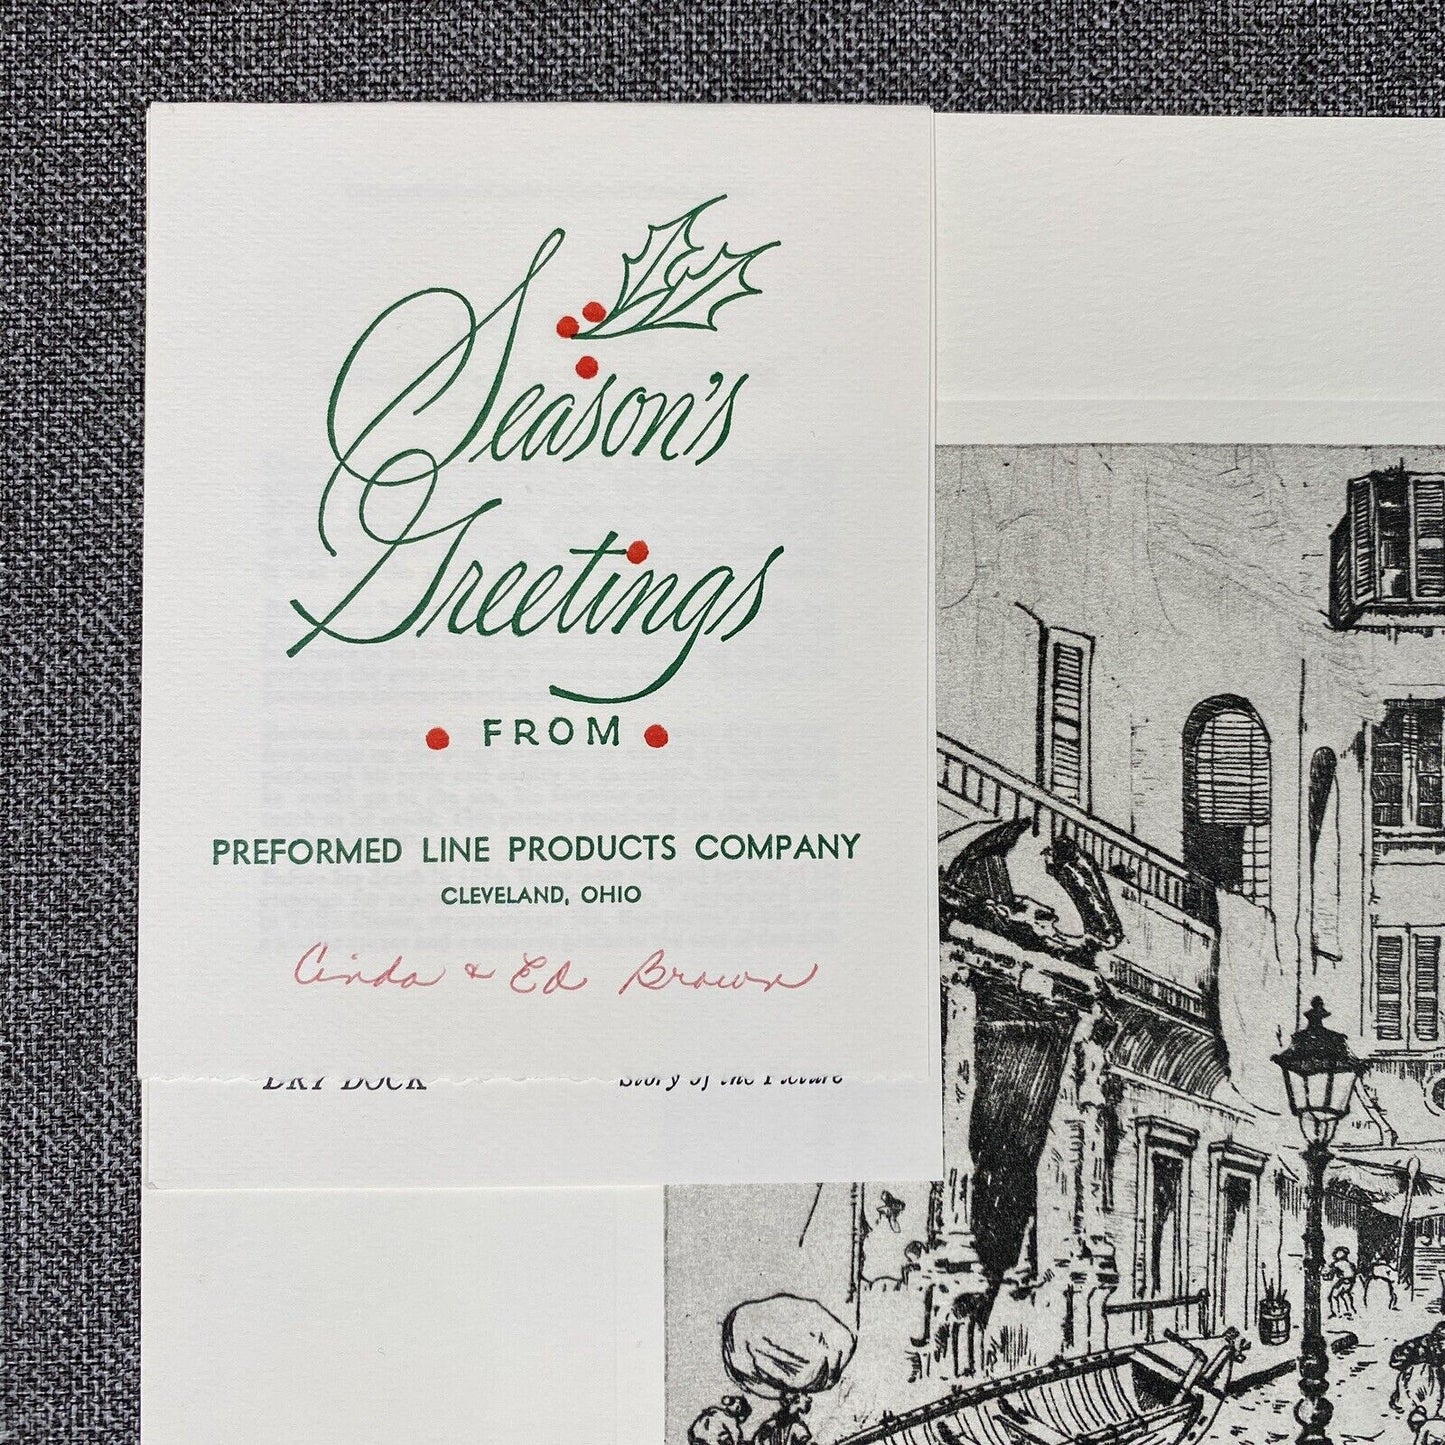 Season's
Greetings
• FROM •
PREFORMED LINE PRODUCTS COMPANY
CLEVELAND, OHIO
Cinda & Ed Brown
DRY DOCK Story of the Picture